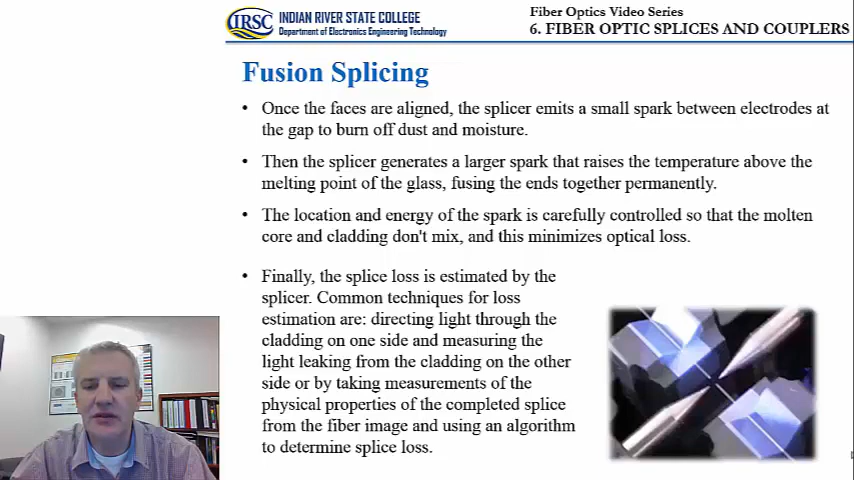 IRSC
INDIAN RIVER STATE COLLEGE
Department of Electronics Engineering Technology
Fiber Optics Video Series
6. FIBER OPTIC SPLICES AND COUPLERS
Fusion Splicing
• Once the faces are aligned, the splicer emits a small spark between electrodes at
the gap to burn off dust and moisture.
• Then the splicer generates a larger spark that raises the temperature above the
melting point of the glass, fusing the ends together permanently.
• The location and energy of the spark is carefully controlled so that the molten
core and cladding don't mix, and this minimizes optical loss.
• Finally, the splice loss is estimated by the
splicer. Common techniques for loss
estimation are: directing light through the
cladding on one side and measuring the
light leaking from the cladding on the other
side or by taking measurements of the
physical properties of the completed splice
from the fiber image and using an algorithm
to determine splice loss.